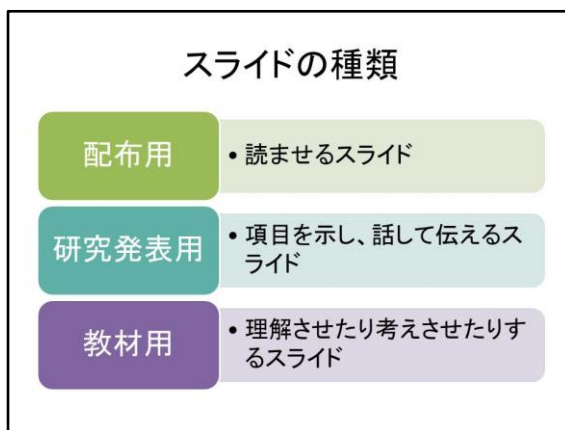 スライドの種類
配布用
• 読ませるスライド
研究発表用
• 項目を示し、話して伝えるス
ライド
教材用
• 理解させたり考えさせたりす
るスライド